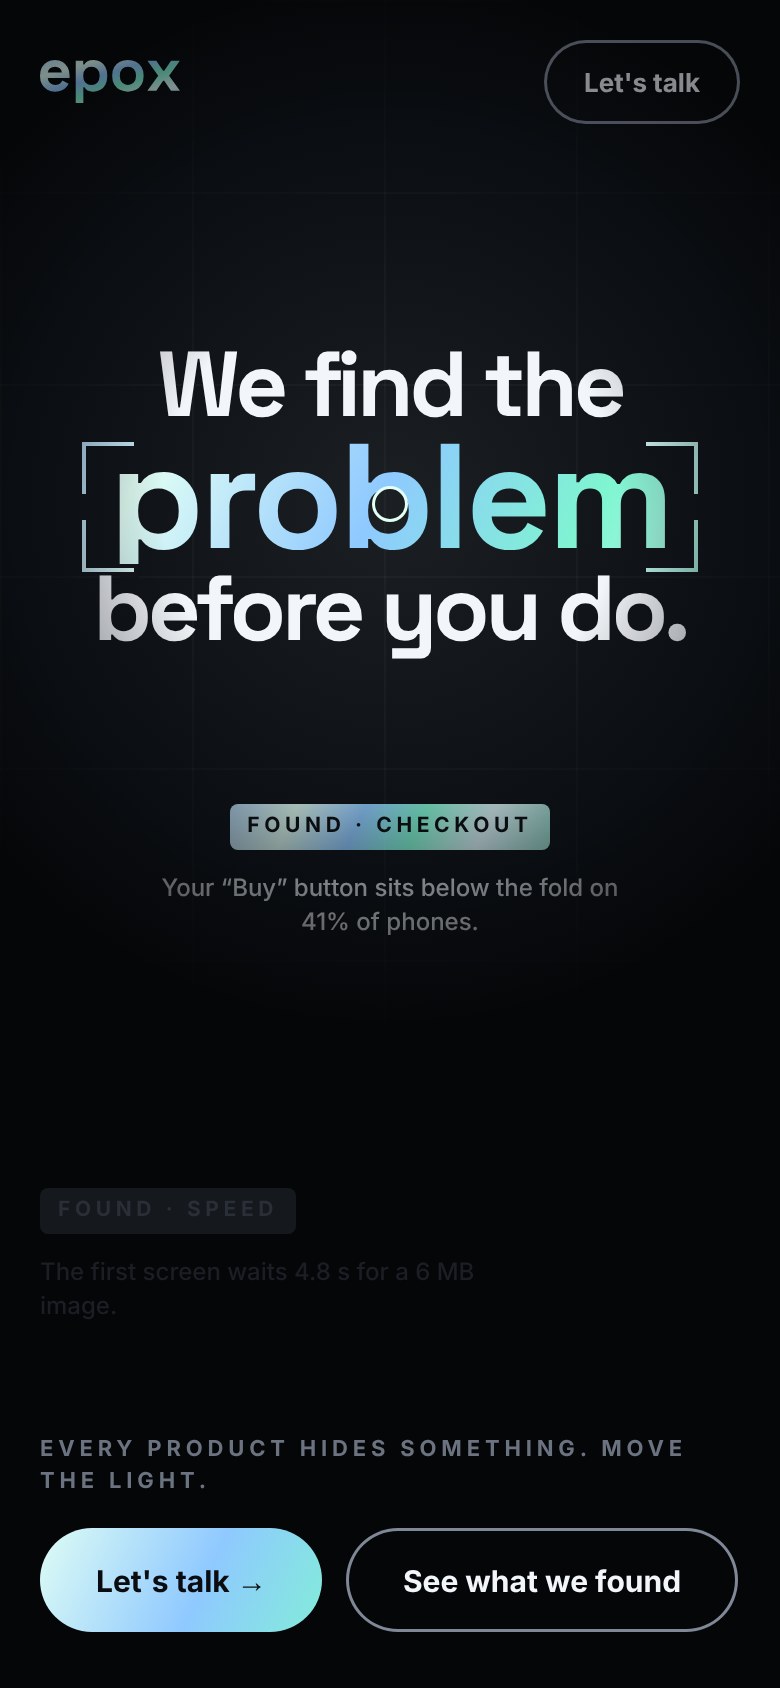 epox
Let's talk
We find the
problem
before you do.
FOUND · CHECKOUT
Your “Buy” button sits below the fold on
41% of phones.
FOUND · SPEED
The first screen waits 4.8 s for a 6 MB
image.
EVERY PRODUCT HIDES SOMETHING. MOVE
THE LIGHT.
Let's talk →
See what we found